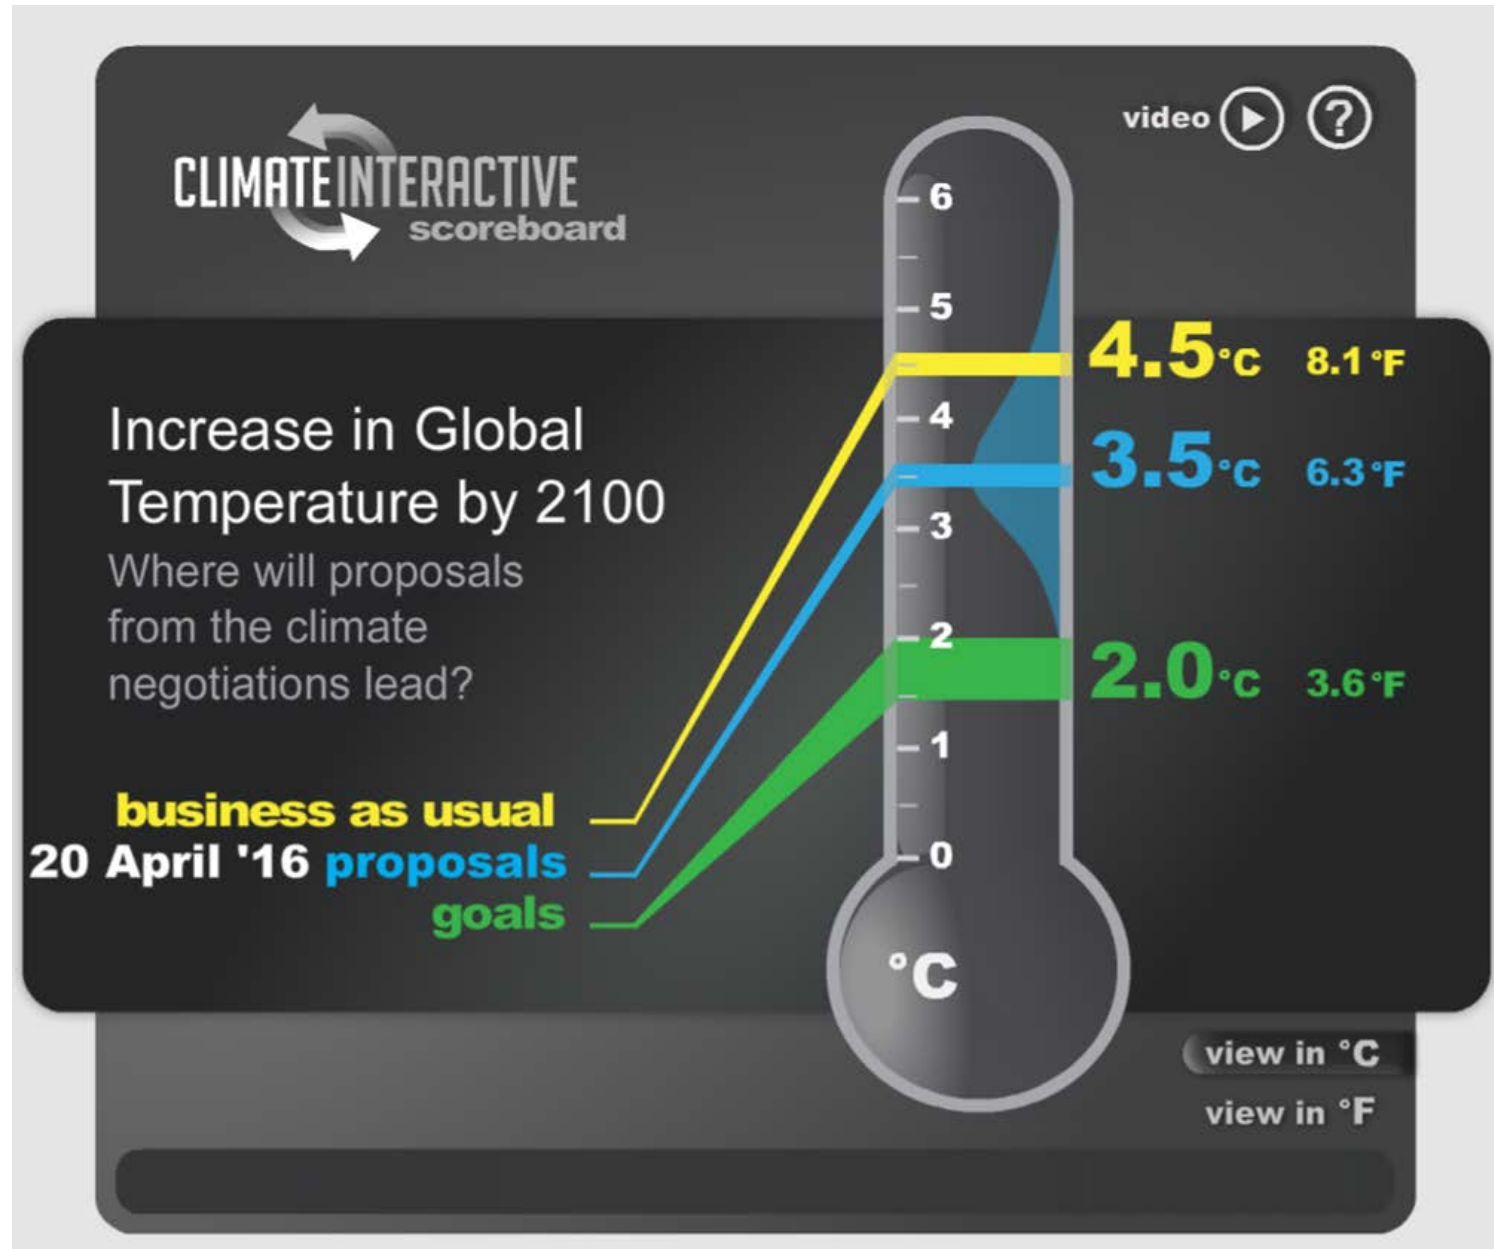 CLIMATEINTERACTIVE
scoreboard
video
?
Increase in Global
Temperature by 2100
Where will proposals
from the climate
negotiations lead?
business as usual
20 April '16 proposals
goals
6
5
4
3
2
1
0
°C
4.5°C 8.1°F
3.5°C 6.3°F
2.0°C 3.6°F
view in °C
view in °F